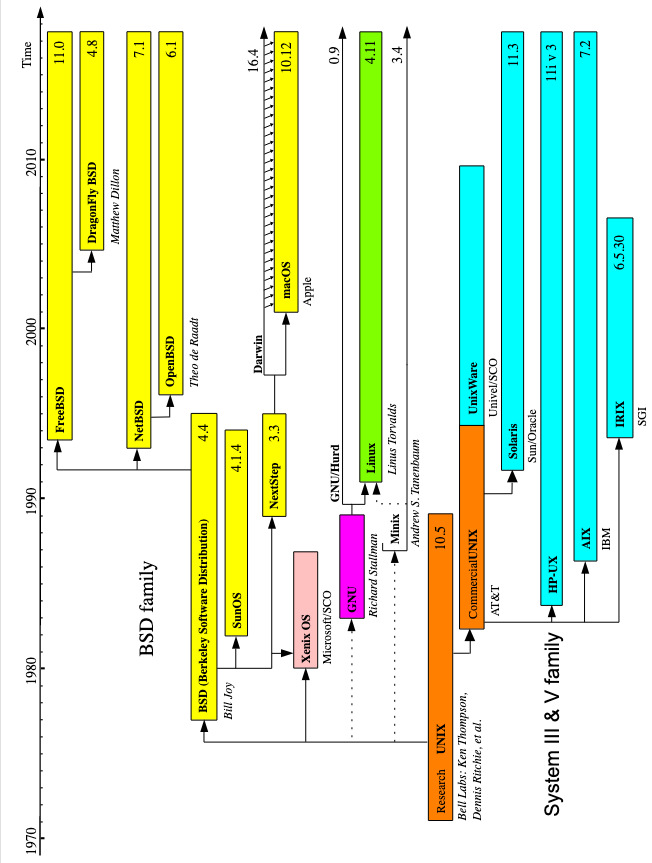 Time
1970
1980
1990
2000
2010
FreeBSD
11.0
DragonFly BSD
4.8
Matthew Dillon
NetBSD
7.1
OpenBSD
6.1
Theo de Raadt
BSD family
BSD (Berkeley Software Distribution)
4.4
Bill Joy
SunOS
4.1.4
NextStep
3.3
Darwin
16.4
macOS
10.12
Apple
Xenix OS
Microsoft/SCO
GNU/Hurd
0.9
GNU
Richard Stallman
Linux
4.11
Linus Torvalds
Minix
3.4
Andrew S. Tanenbaum
Research UNIX
10.5
Bell Labs: Ken Thompson,
Dennis Ritchie, et al.
CommercialUNIX
AT&T
UnixWare
Univel/SCO
Solaris
11.3
Sun/Oracle
System III & V family
HP-UX
11i v 3
AIX
7.2
IBM
IRIX
6.5.30
SGI